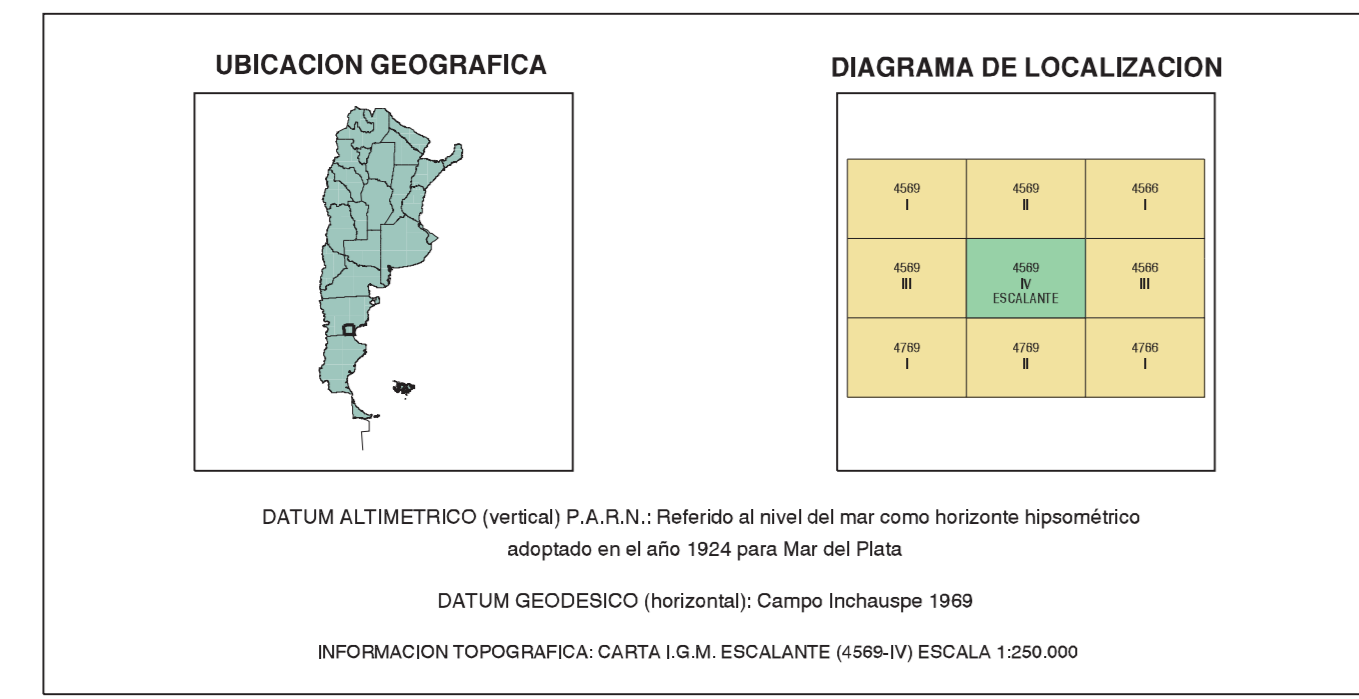 UBICACION GEOGRAFICA
DIAGRAMA DE LOCALIZACION
4569
I
4569
II
4566
I
4569
III
4569
IV
ESCALANTE
4566
III
4769
I
4769
II
4766
I
DATUM ALTIMETRICO (vertical) P.A.R.N.: Referido al nivel del mar como horizonte hipsométrico
adoptado en el año 1924 para Mar del Plata
DATUM GEODESICO (horizontal): Campo Inchauspe 1969
INFORMACION TOPOGRAFICA: CARTA I.G.M. ESCALANTE (4569-IV) ESCALA 1:250.000